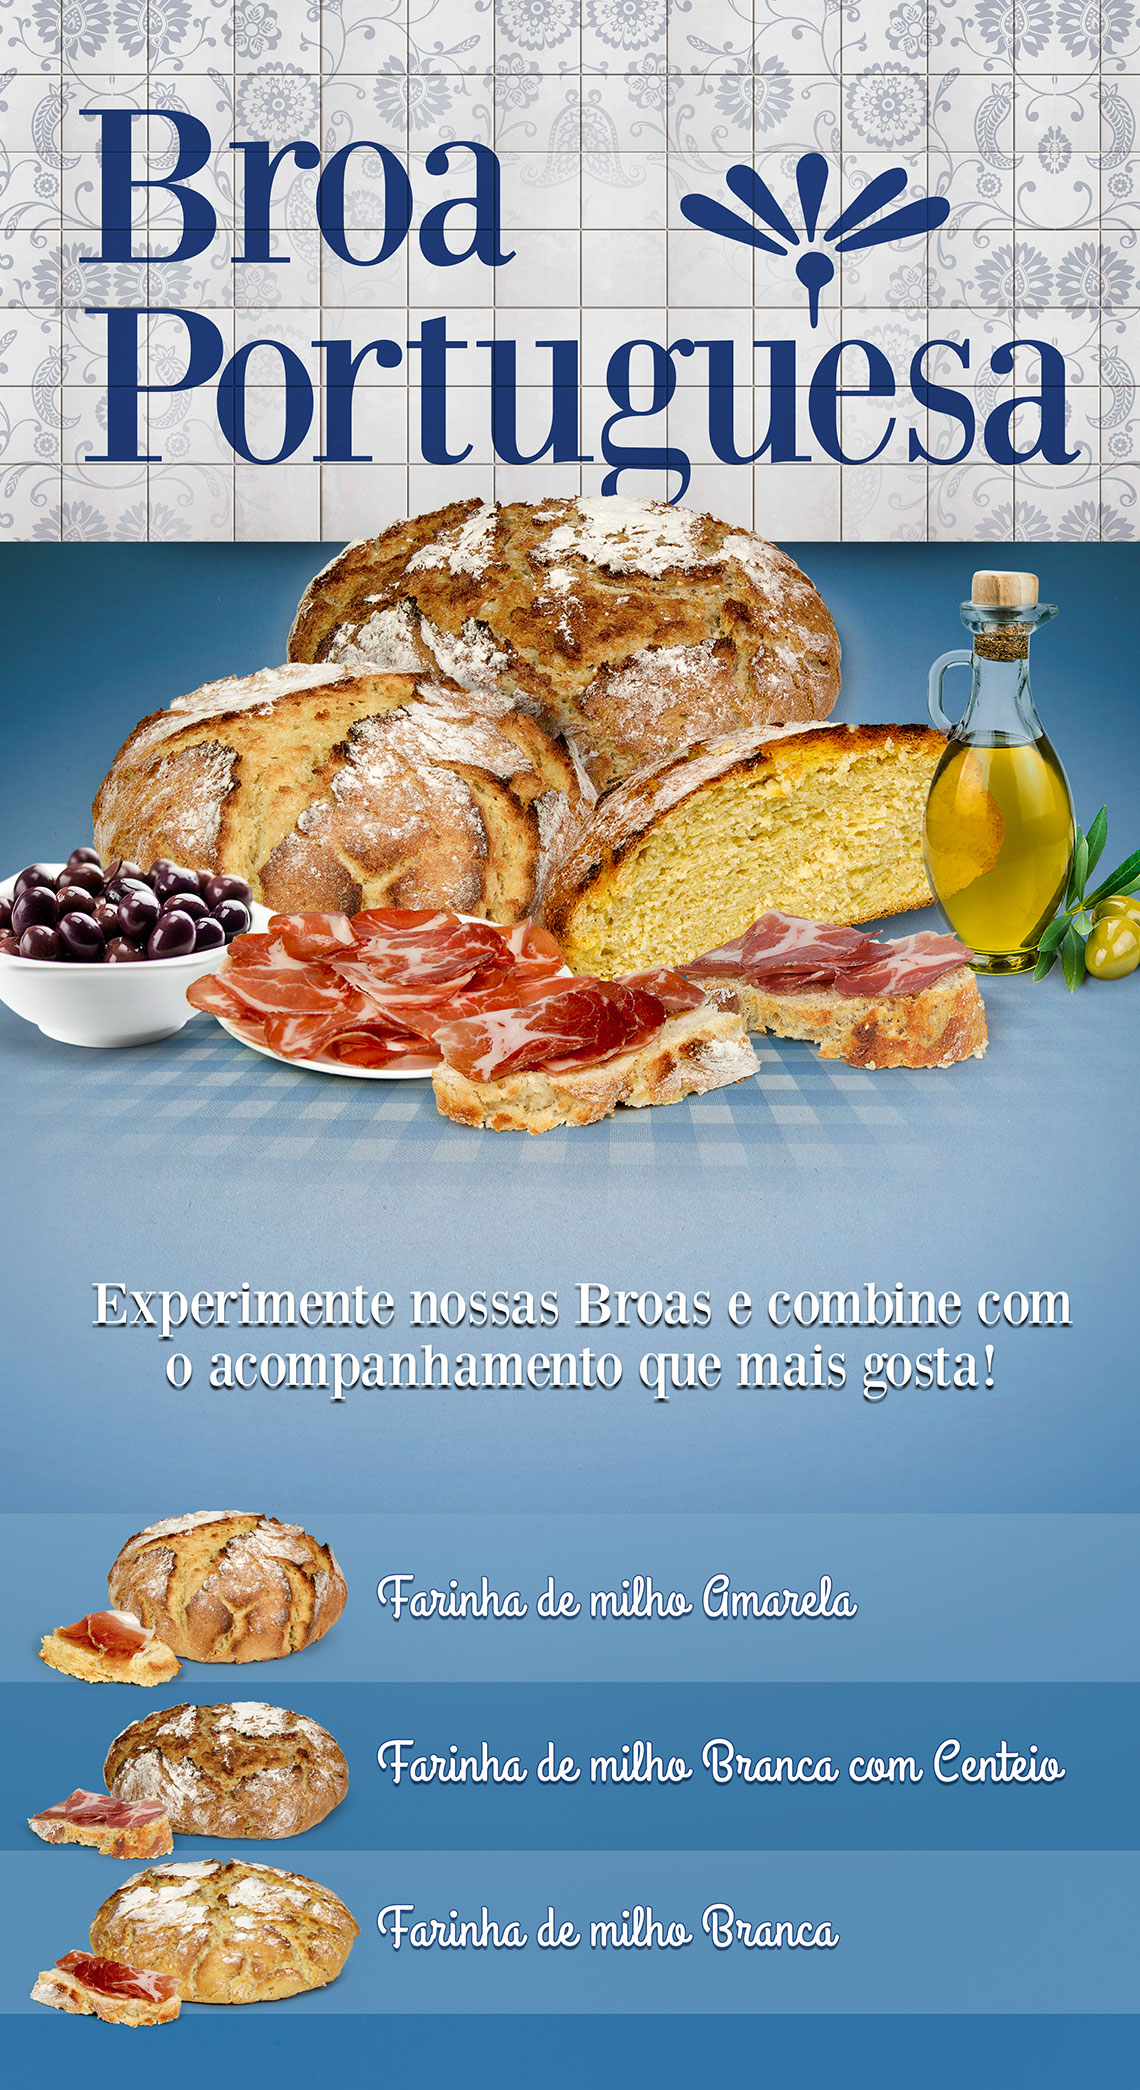 Broa
Portuguesa
Experimente nossas Broas e combine com
o acompanhamento que mais gosta!
Farinha de milho Amarela
Farinha de milho Branca com Centeio
Farinha de milho Branca